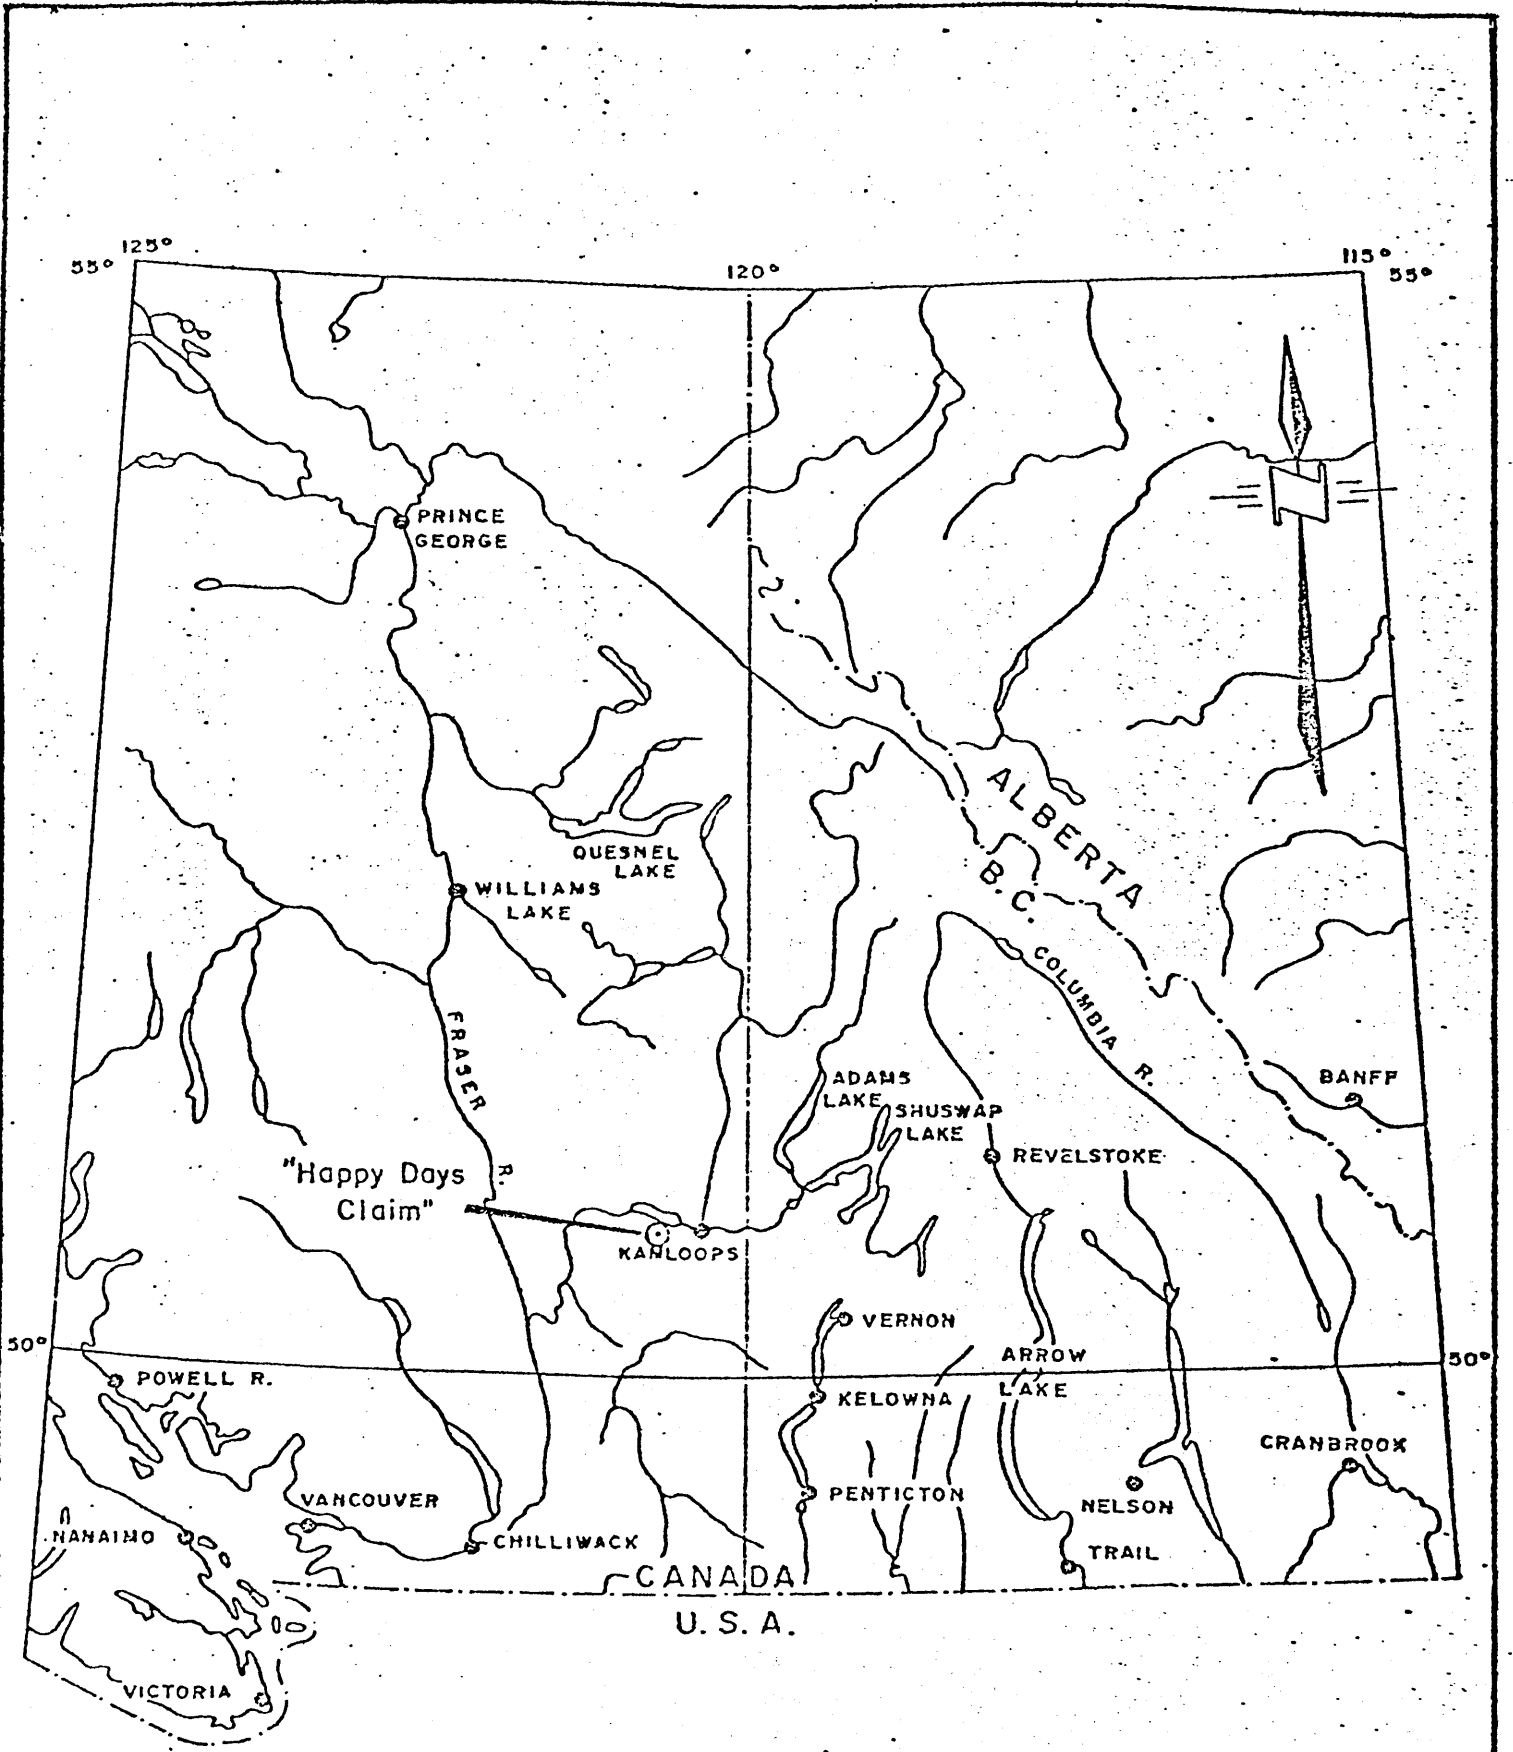 125°
55°
120°
115°
55°
PRINCE
GEORGE
ALBERTA
B.C.
QUESNEL
LAKE
WILLIAMS
LAKE
COLUMBIA R.
FRASER R.
ADAMS
LAKE
SHUSWAP
LAKE
BANFF
REVELSTOKE
"Happy Days
Claim"
KAMLOOPS
VERNON
50°
50°
ARROW
LAKE
POWELL R.
KELOWNA
CRANBROOK
VANCOUVER
PENTICTON
NELSON
NANAIMO
CHILLIWACK
TRAIL
CANADA
U.S.A.
VICTORIA